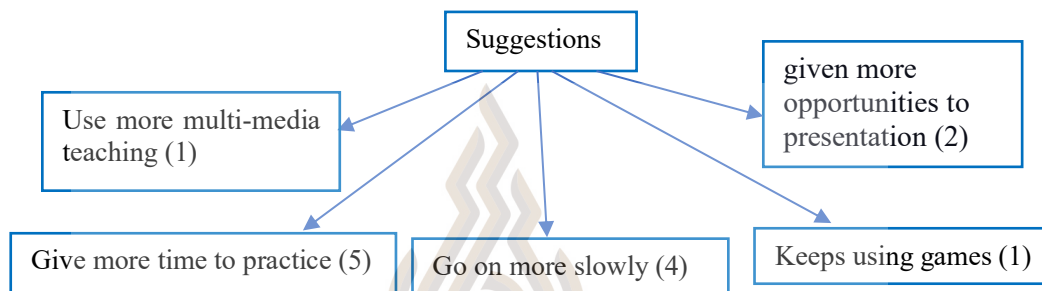 Suggestions
Use more multi-media
teaching (1)
given more
opportunities to
presentation (2)
Give more time to practice (5)
Go on more slowly (4)
Keeps using games (1)